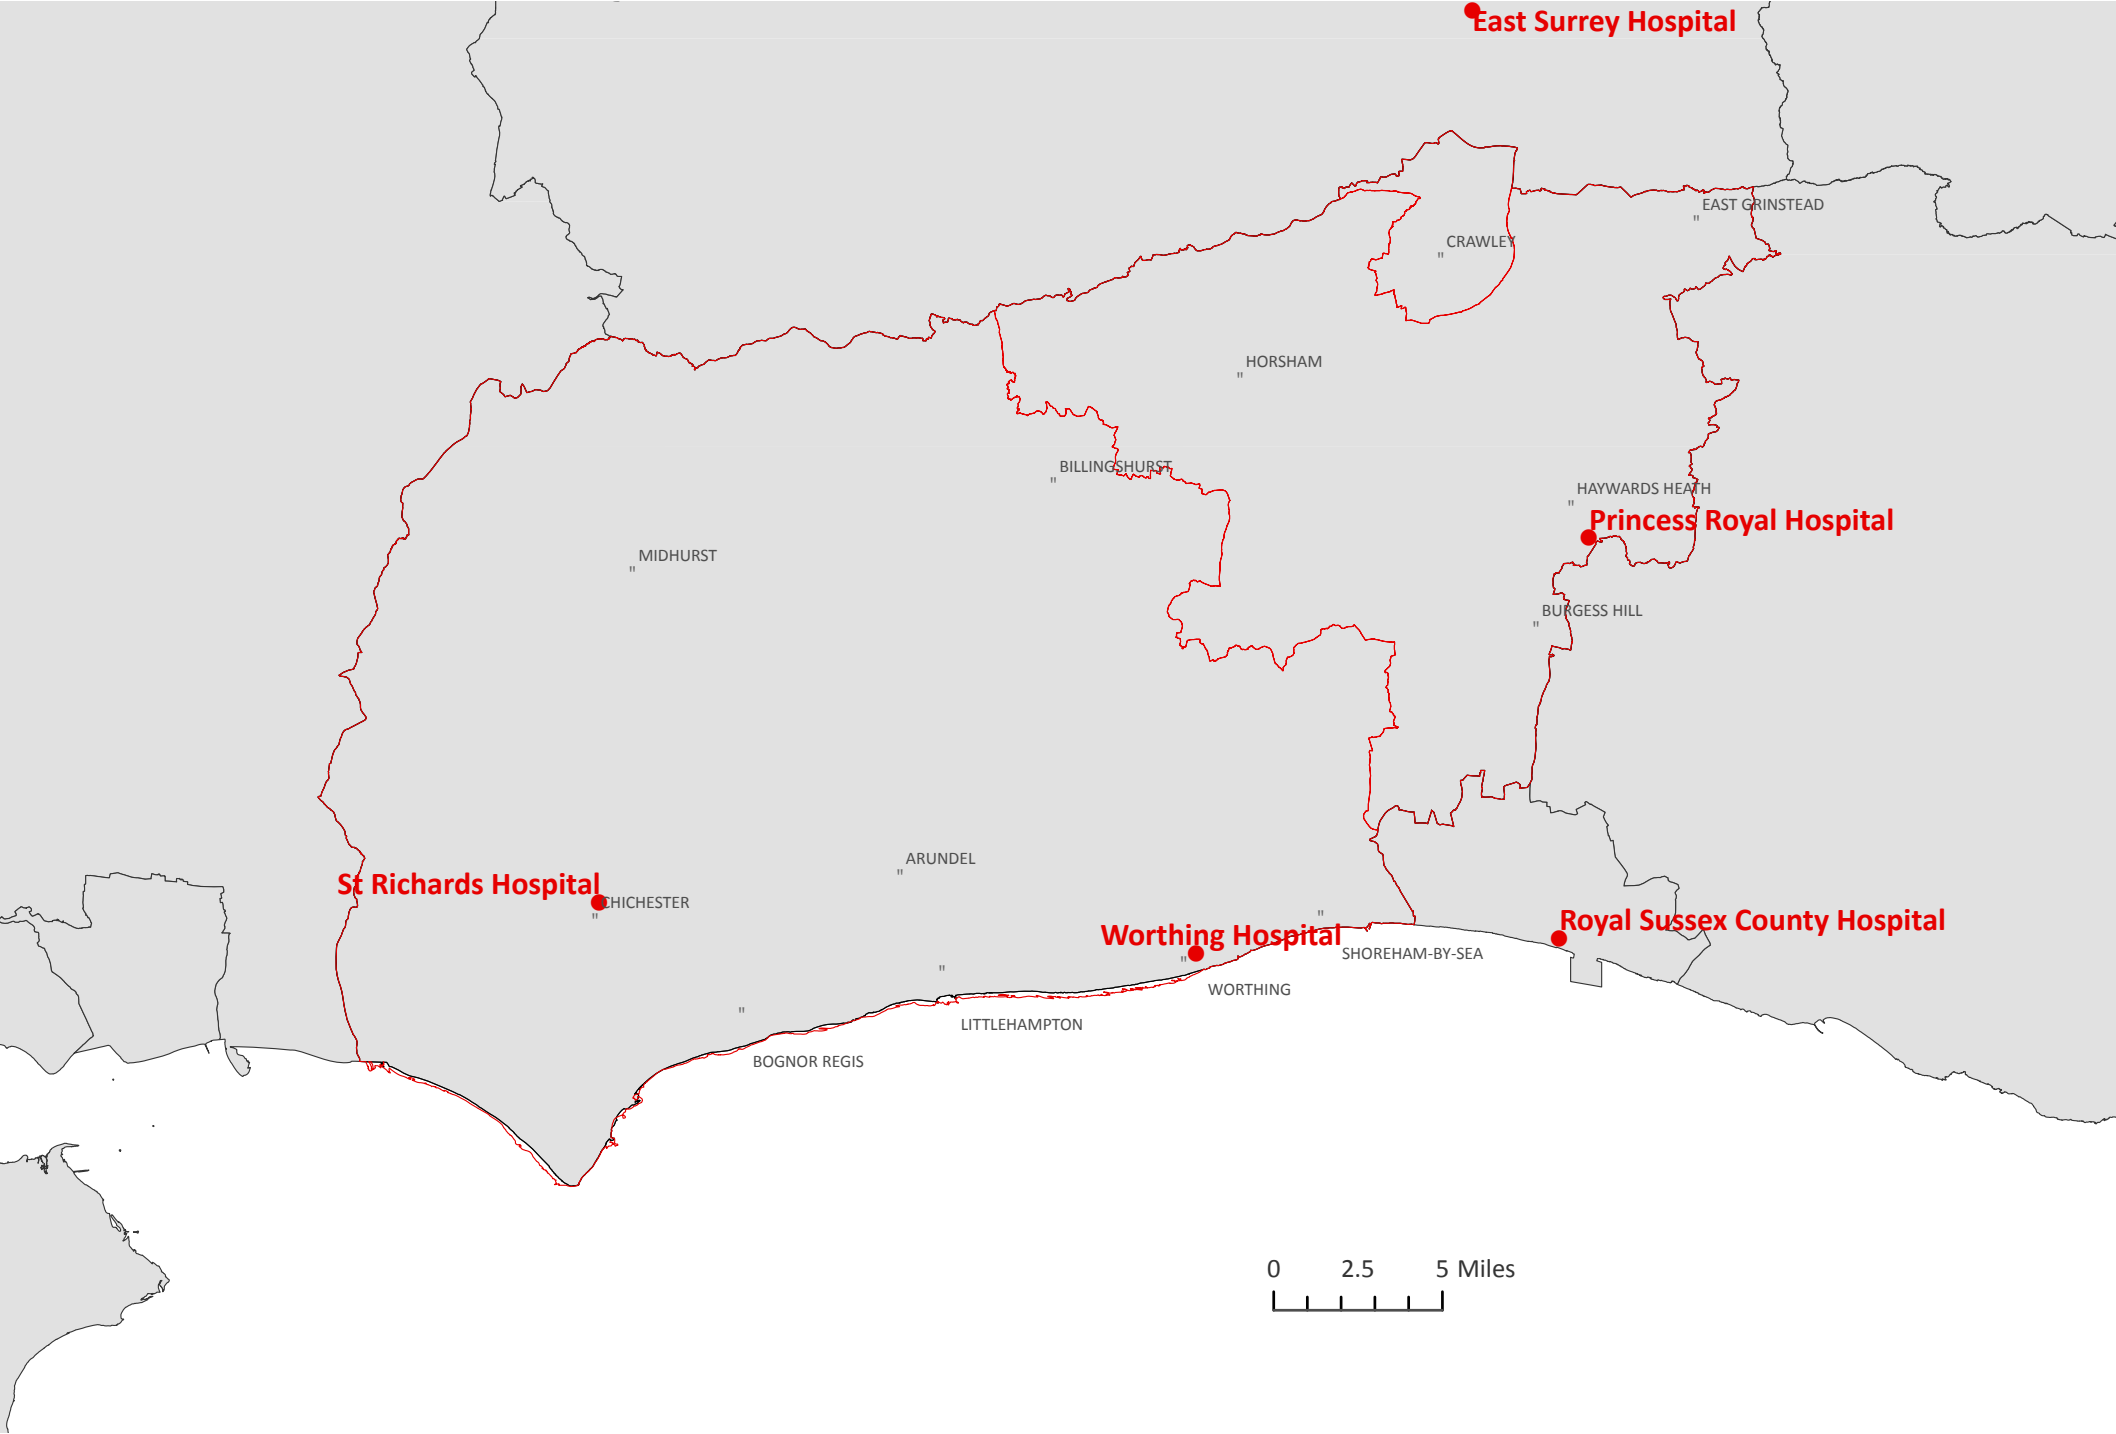 East Surrey Hospital
EAST GRINSTEAD
CRAWLEY
HORSHAM
BILLINGSHURST
HAYWARDS HEATH
Princess Royal Hospital
MIDHURST
BURGESS HILL
ARUNDEL
St Richards Hospital
CHICHESTER
Royal Sussex County Hospital
Worthing Hospital
SHOREHAM-BY-SEA
WORTHING
LITTLEHAMPTON
BOGNOR REGIS
0 2.5 5 Miles